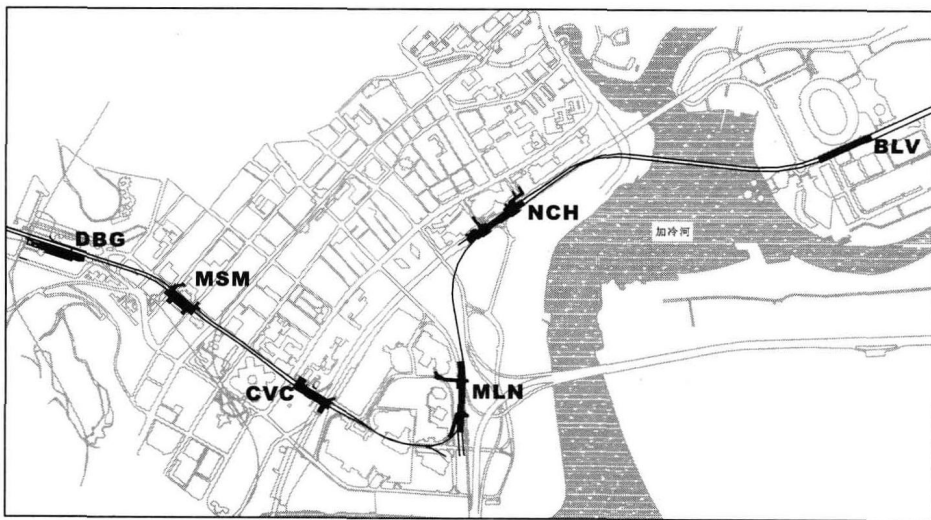 BLV
NCH
加冷河
DBG
MSM
CVC
MLN